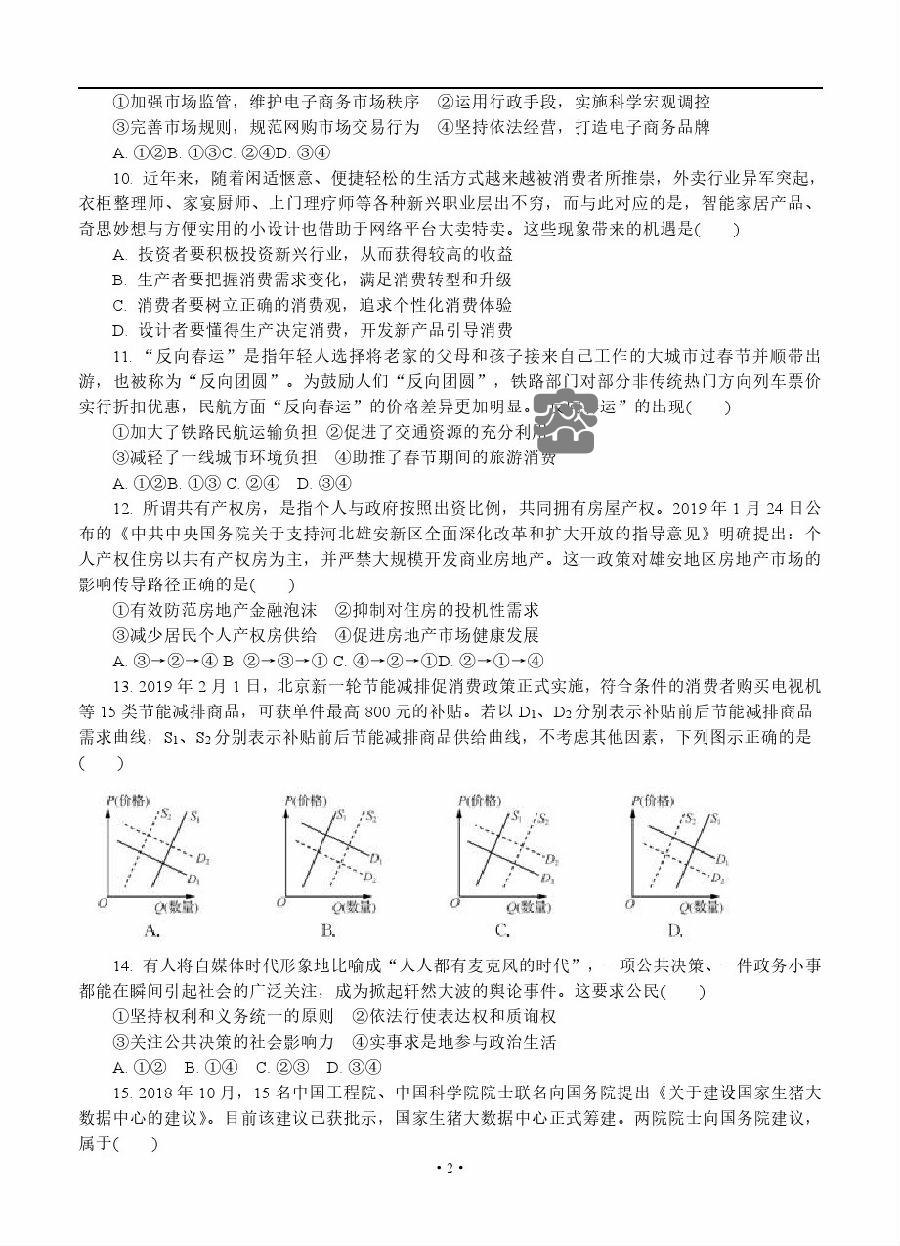 ①加强市场监管，维护电子商务市场秩序　②运用行政手段，实施科学宏观调控
③完善市场规则，规范网购市场交易行为　④坚持依法经营，打造电子商务品牌
A. ①②B. ①③C. ②④D. ③④
10. 近年来，随着闲适惬意、便捷轻松的生活方式越来越被消费者所推崇，外卖行业异军突起，
衣柜整理师、家宴厨师、上门理疗师等各种新兴职业层出不穷，而与此对应的是，智能家居产品、
奇思妙想与方便实用的小设计也借助于网络平台大卖特卖。这些现象带来的机遇是(　　)
A. 投资者要积极投资新兴行业，从而获得较高的收益
B. 生产者要把握消费需求变化，满足消费转型和升级
C. 消费者要树立正确的消费观，追求个性化消费体验
D. 设计者要懂得生产决定消费，开发新产品引导消费
11. “反向春运”是指年轻人选择将老家的父母和孩子接来自己工作的大城市过春节并顺带出
游，也被称为“反向团圆”。为鼓励人们“反向团圆”，铁路部门对部分非传统热门方向列车票价
实行折扣优惠，民航方面“反向春运”的价格差异更加明显。运”的出现(　　)
①加大了铁路民航运输负担 ②促进了交通资源的充分利
③减轻了一线城市环境负担　④助推了春节期间的旅游消费
A. ①②B. ①③ C. ②④　D. ③④
12. 所谓共有产权房，是指个人与政府按照出资比例，共同拥有房屋产权。2019 年 1 月 24 日公
布的《中共中央国务院关于支持河北雄安新区全面深化改革和扩大开放的指导意见》明确提出：个
人产权住房以共有产权房为主，并严禁大规模开发商业房地产。这一政策对雄安地区房地产市场的
影响传导路径正确的是(　　)
①有效防范房地产金融泡沫　②抑制对住房的投机性需求
③减少居民个人产权房供给　④促进房地产市场健康发展
A. ③→②→④ B ②→③→① C. ④→②→①D. ②→①→④
13. 2019 年 2 月 1 日，北京新一轮节能减排促消费政策正式实施，符合条件的消费者购买电视机
等 15 类节能减排商品，可获单件最高 800 元的补贴。若以 D₁、D₂分别表示补贴前后节能减排商品
需求曲线，S₁、S₂分别表示补贴前后节能减排商品供给曲线，不考虑其他因素，下列图示正确的是
(　　)
P(价格) S₂ S₁ D₂ D₁ O Q(数量)
P(价格) S₁ S₂ D₁ D₂ O Q(数量)
P(价格) S₁ S₂ D₂ D₁ O Q(数量)
P(价格) S₂ S₁ D₁ D₂ O Q(数量)
A. B. C. D.
14. 有人将自媒体时代形象地比喻成“人人都有麦克风的时代”，项公共决策、件政务小事
都能在瞬间引起社会的广泛关注，成为掀起轩然大波的舆论事件。这要求公民(　　)
①坚持权利和义务统一的原则　②依法行使表达权和质询权
③关注公共决策的社会影响力　④实事求是地参与政治生活
A. ①②　B. ①④　C. ②③　D. ③④
15. 2018 年 10 月，15 名中国工程院、中国科学院院士联名向国务院提出《关于建设国家生猪大
数据中心的建议》。目前该建议已获批示，国家生猪大数据中心正式筹建。两院院士向国务院建议，
属于(　　)
· 2 ·